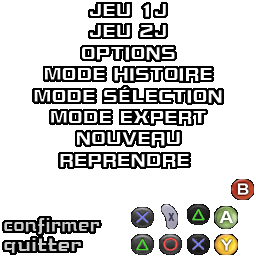 JEU 1J
JEU 2J
OPTIONS
MODE HISTOIRE
MODE SÉLECTION
MODE EXPERT
NOUVEAU
REPRENDRE
B
confirmer X A
quitter X Y